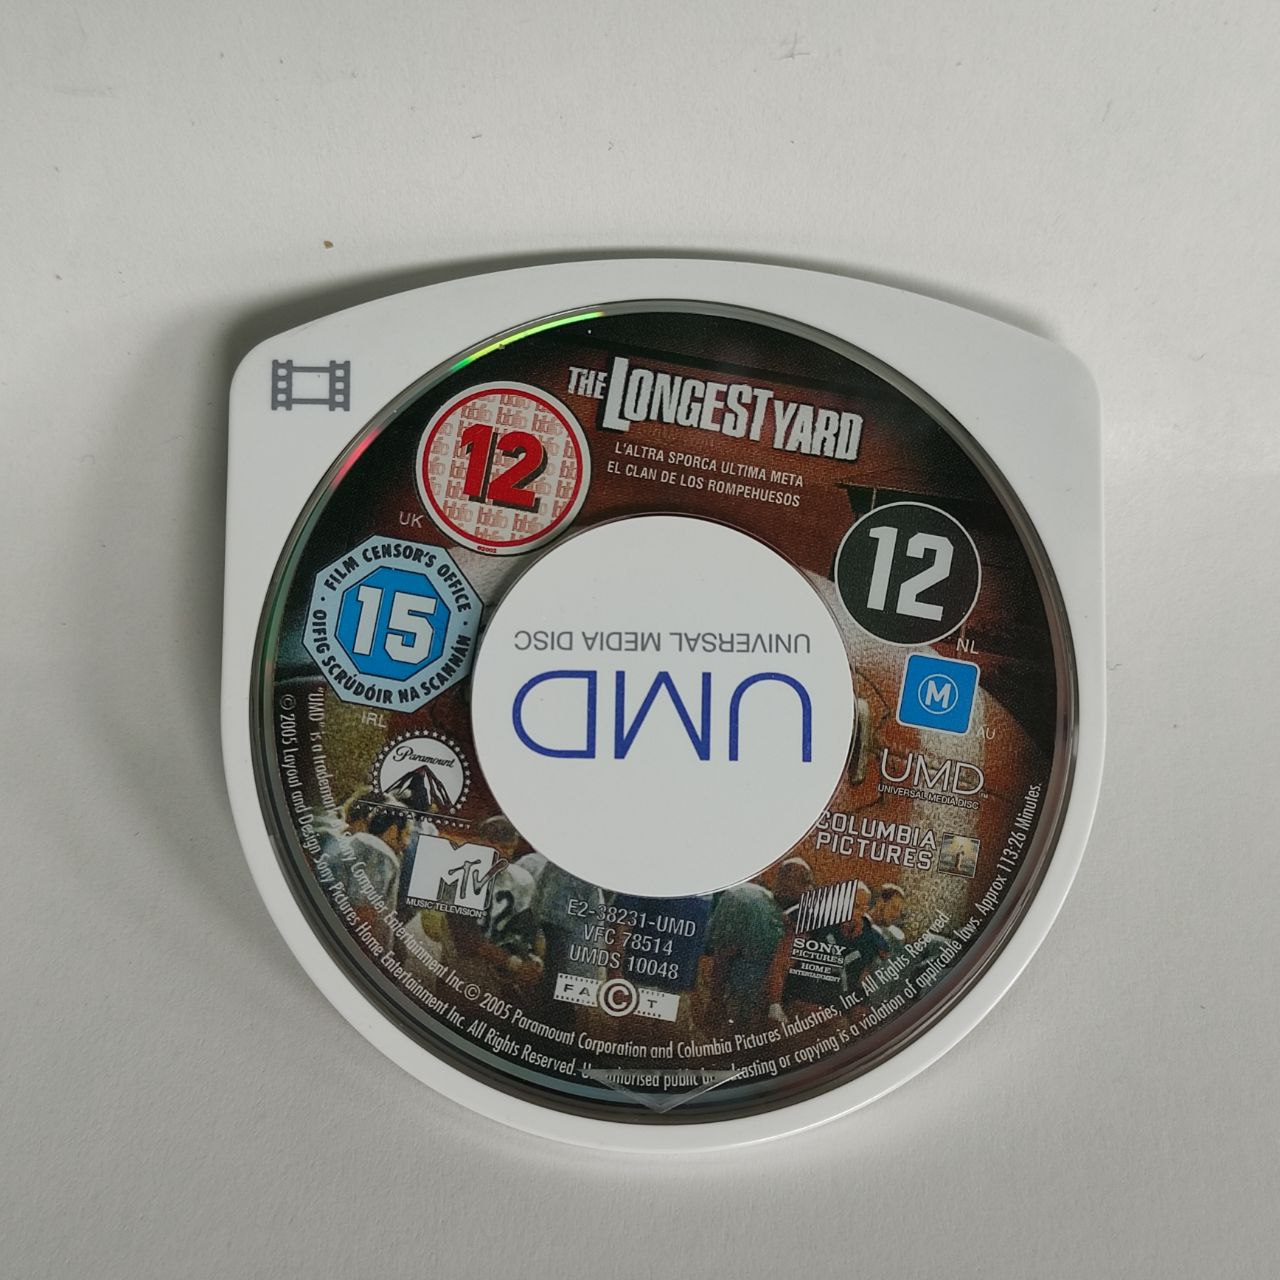 THE LONGEST YARD
L'ALTRA SPORCA ULTIMA META
EL CLAN DE LOS ROMPEHUESOS
12
UK
FILM CENSOR'S OFFICE
15
OIFIG SCRÚDÓIR NA SCANNÁN
IRL
12
NL
M
AU
UNIVERSAL MEDIA DISC
UMD
Paramount
MTV
MUSIC TELEVISION®
UMD™
UNIVERSAL MEDIA DISC
COLUMBIA
PICTURES
SONY
PICTURES
HOME
ENTERTAINMENT
E2-38231-UMD
VFC 78514
UMDS 10048
FACT
"UMD" is a trademark Sony Computer Entertainment Inc. © 2005 Paramount Corporation and Columbia Pictures Industries, Inc. All Rights Reserved
© 2005 Layout and Design Sony Pictures Home Entertainment Inc. All Rights Reserved. public or copying is a violation of applicable laws. Approx 113:26 Minutes.